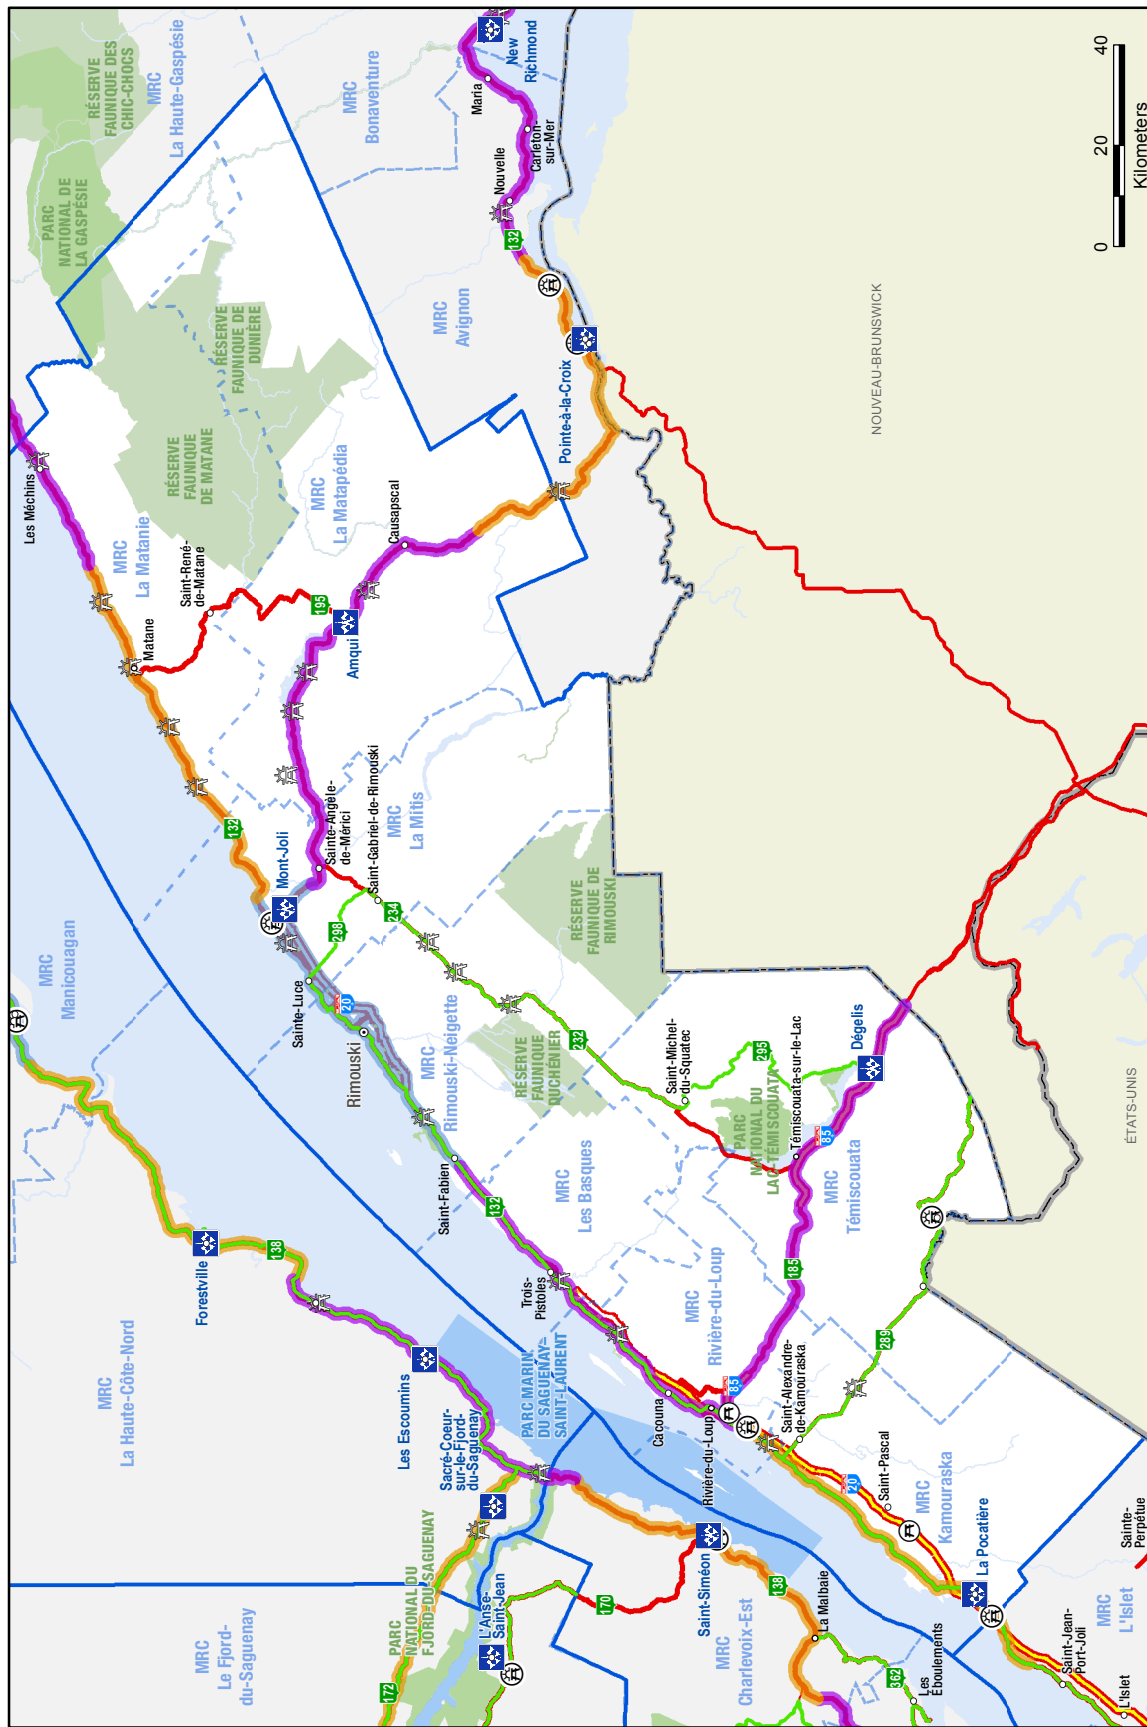 RÉSERVE
FAUNIQUE DES
CHIC-CHOCS
MRC
La Haute-Gaspésie
PARC
NATIONAL DE
LA GASPÉSIE
MRC
Bonaventure
New
Richmond
Maria
Carleton-
sur-Mer
Nouvelle
132
MRC
Avignon
Pointe-à-la-Croix
RÉSERVE
FAUNIQUE DE
DUNIÈRE
RÉSERVE
FAUNIQUE
DE MATANE
Les Méchins
MRC
La Matanie
MRC
La Matapédia
Causapscal
Saint-René-
de-Matane
195
Matane
Amqui
132
Mont-Joli
Sainte-Angèle-
de-Mérici
Saint-Gabriel-de-Rimouski
MRC
La Mitis
298
234
RÉSERVE
FAUNIQUE DE
RIMOUSKI
MRC
Manicouagan
Sainte-Luce
20
Rimouski
MRC
Rimouski-Neigette
RÉSERVE
FAUNIQUE
DUCHÉNIER
232
Saint-Michel-
du-Squatec
295
PARC
NATIONAL DU
LAC-TÉMISCOUATA
Témiscouata-sur-le-Lac
Dégelis
85
MRC
Témiscouata
185
Saint-Fabien
132
MRC
Les Basques
Trois-
Pistoles
MRC
Rivière-du-Loup
85
Cacouna
Rivière-du-Loup
Saint-Alexandre-
de-Kamouraska
289
20
Saint-Pascal
MRC
Kamouraska
La Pocatière
Sainte-
Perpétue
MRC
L'Islet
Saint-Jean-
Port-Joli
L'Islet
Forestville
138
MRC
La Haute-Côte-Nord
Les Escoumins
PARC MARIN
DU SAGUENAY–
SAINT-LAURENT
Sacré-Coeur-
sur-le-Fjord-
du-Saguenay
PARC
NATIONAL DU
FJORD-DU-SAGUENAY
L'Anse-
Saint-Jean
MRC
Le Fjord-
du-Saguenay
172
170
Saint-Siméon
138
MRC
Charlevoix-Est
La Malbaie
362
Les
Éboulements
NOUVEAU-BRUNSWICK
ÉTATS-UNIS
0 20 40
Kilometers